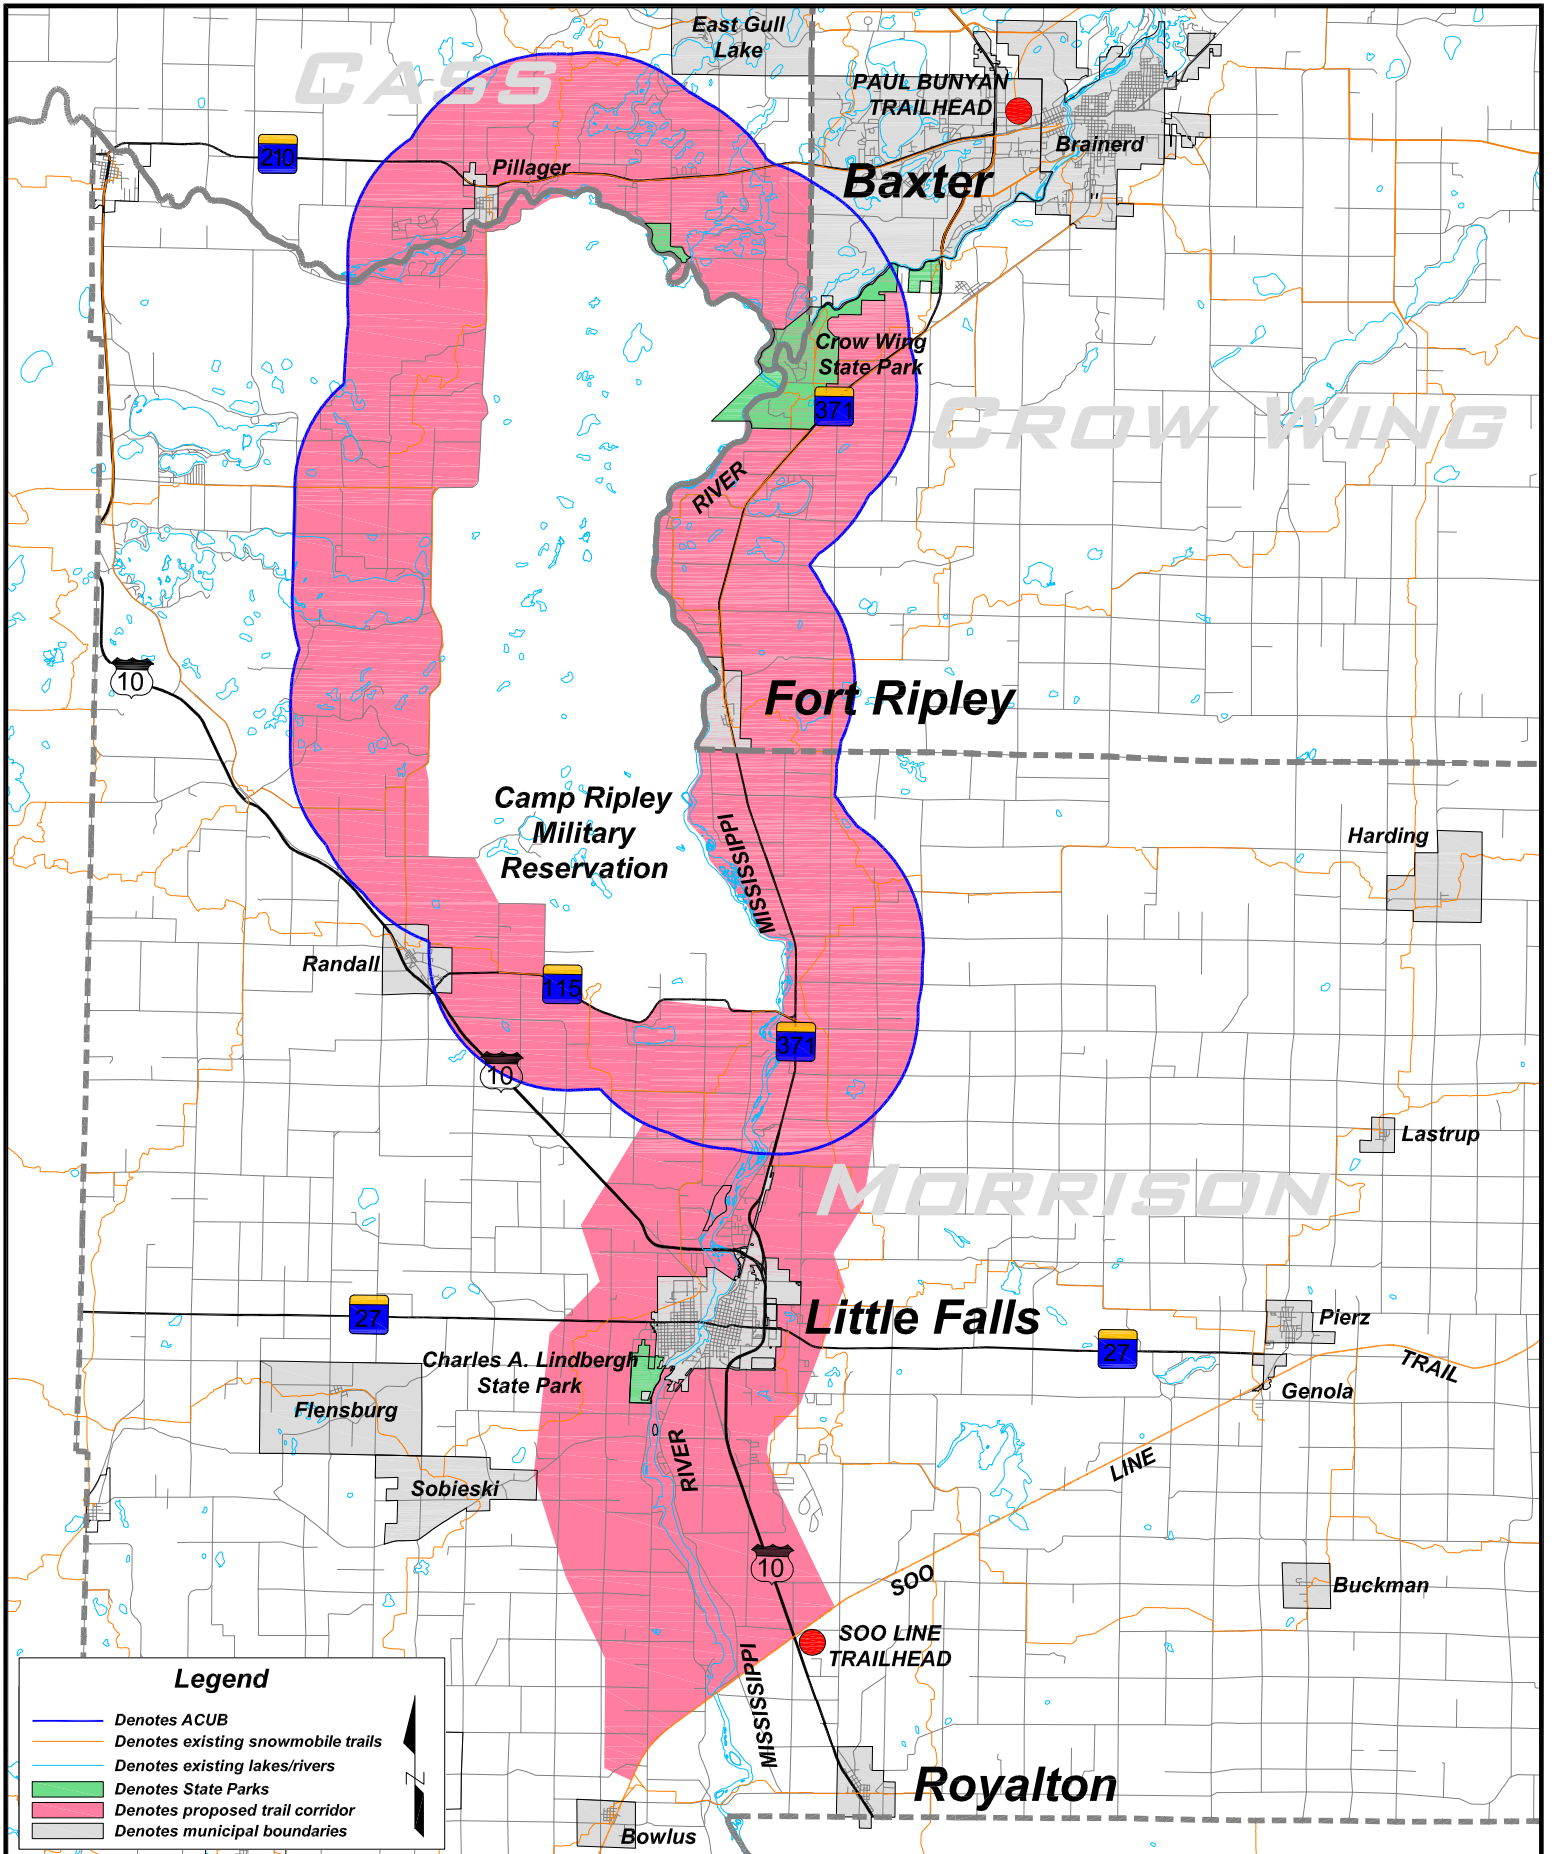 East Gull
Lake
CASS
PAUL BUNYAN
TRAILHEAD
210
Brainerd
Pillager
Baxter
"
Crow Wing
State Park
371
CROW WING
RIVER
10
Fort Ripley
Camp Ripley
Military
Reservation
MISSISSIPPI
Harding
Randall
115
371
10
Lastrup
MORRISON
27
Little Falls
Pierz
27
Charles A. Lindbergh
State Park
TRAIL
Genola
Flensburg
RIVER
LINE
Sobieski
10
SOO
Buckman
SOO LINE
TRAILHEAD
MISSISSIPPI
Royalton
Bowlus
Legend
Denotes ACUB
Denotes existing snowmobile trails
Denotes existing lakes/rivers
Denotes State Parks
Denotes proposed trail corridor
Denotes municipal boundaries
N